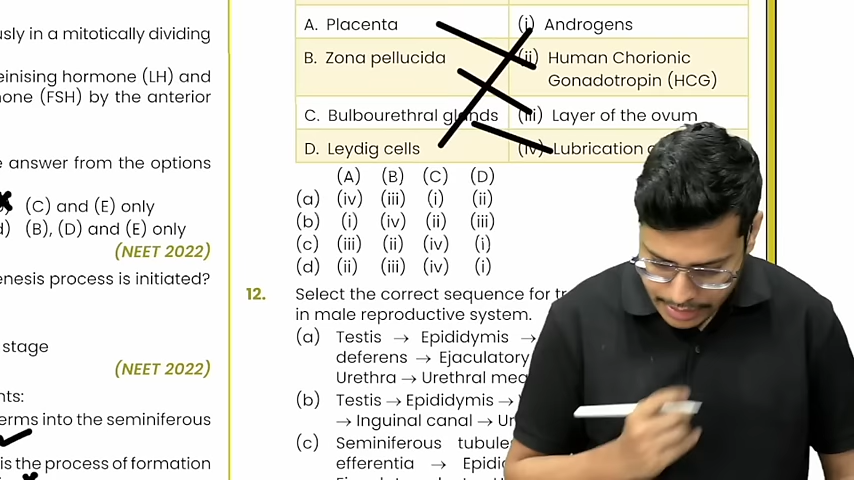 usly in a mitotically dividing
einising hormone (LH) and
one (FSH) by the anterior
e answer from the options
(C) and (E) only
d) (B), (D) and (E) only
(NEET 2022)
enesis process is initiated?
stage
(NEET 2022)
nts:
erms into the seminiferous
is the process of formation
A. Placenta (i) Androgens
B. Zona pellucida (ii) Human Chorionic
Gonadotropin (HCG)
C. Bulbourethral glands (iii) Layer of the ovum
D. Leydig cells (iv) Lubrication
(A) (B) (C) (D)
(a) (iv) (iii) (i) (ii)
(b) (i) (iv) (ii) (iii)
(c) (iii) (ii) (iv) (i)
(d) (ii) (iii) (iv) (i)
12. Select the correct sequence for
in male reproductive system.
(a) Testis → Epididymis →
deferens → Ejaculatory
Urethra → Urethral
(b) Testis → Epididymis →
→ Inguinal canal →
(c) Seminiferous
efferentia →